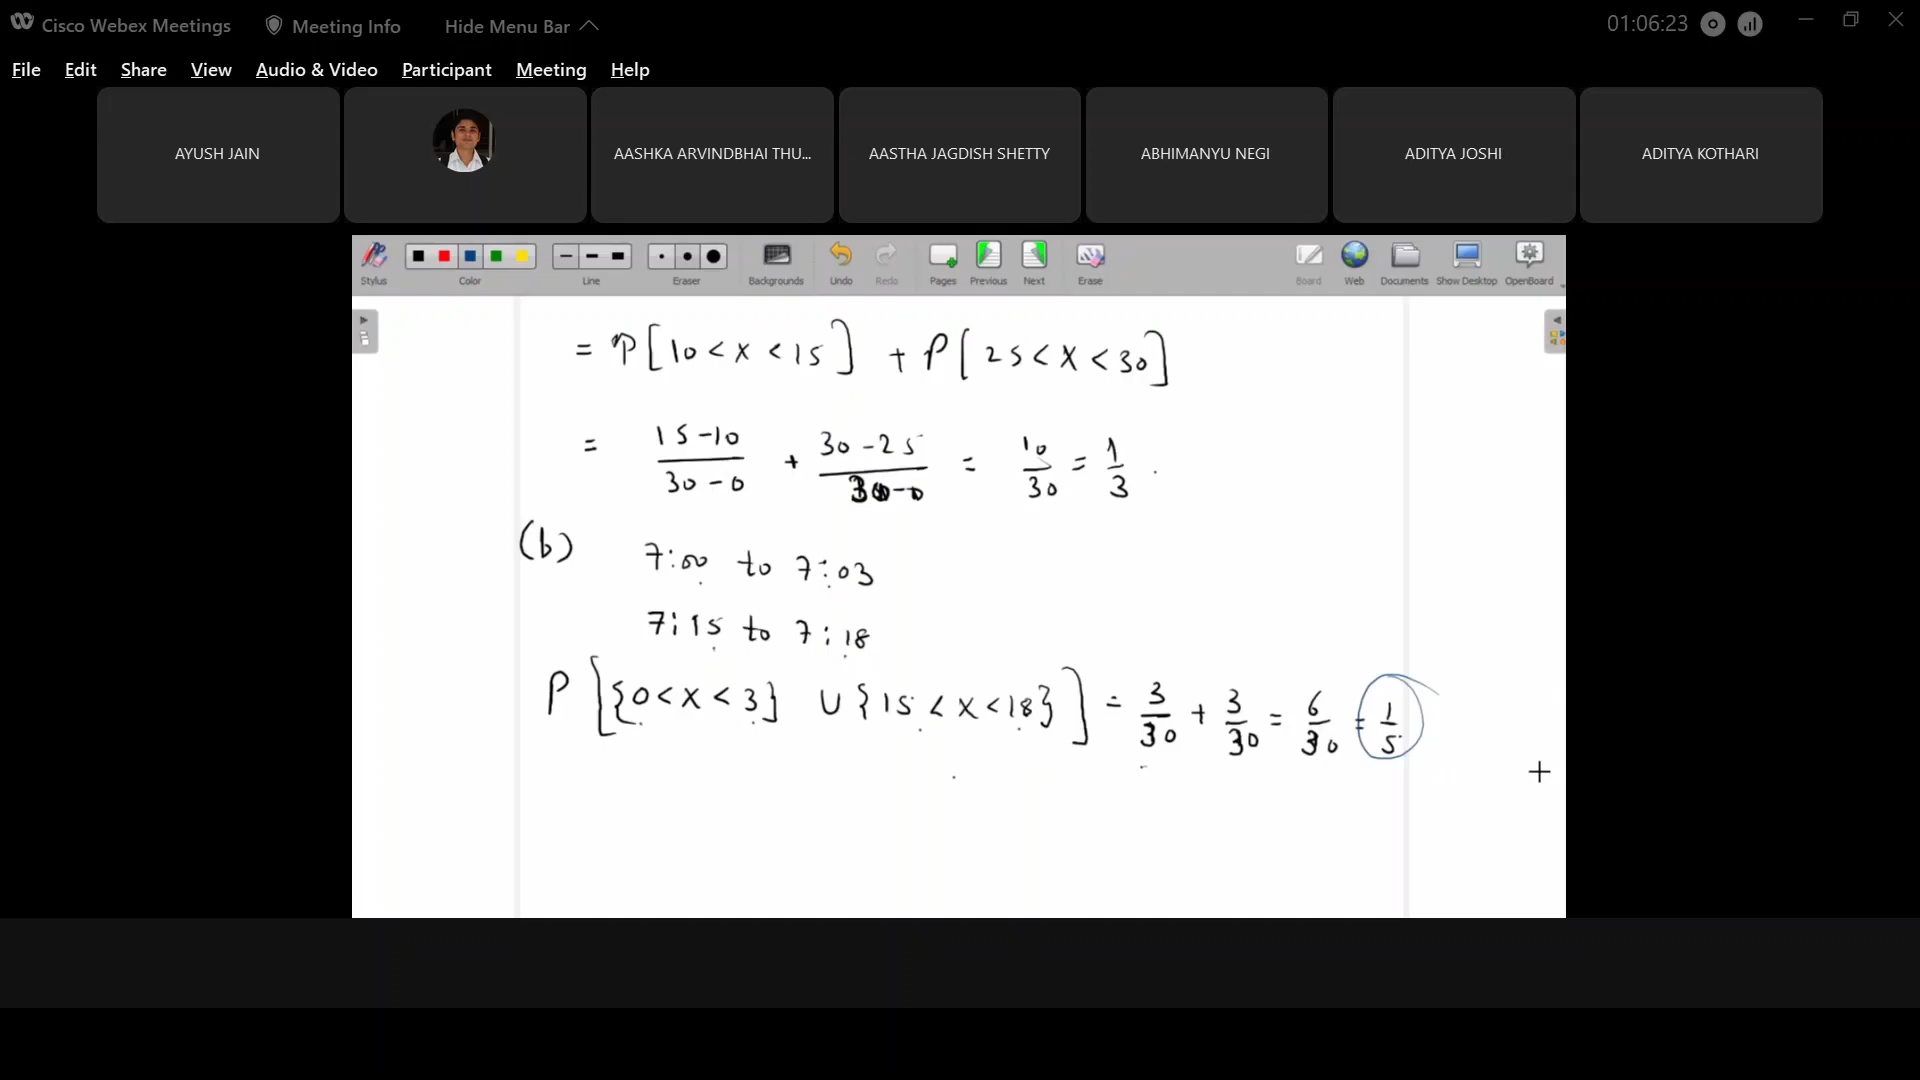 Cisco Webex Meetings Meeting Info Hide Menu Bar 01:06:23
File Edit Share View Audio & Video Participant Meeting Help
AYUSH JAIN AASHKA ARVINDBHAI THU... AASTHA JAGDISH SHETTY ABHIMANYU NEGI ADITYA JOSHI ADITYA KOTHARI
Stylus Color Line Eraser Backgrounds Undo Redo Pages Previous Next Erase Board Web Documents Show Desktop OpenBoard
= P[10 < x < 15] + P[25 < x < 30]
= 15-10/30-0 + 30-25/30-0 = 10/30 = 1/3 .
(b) 7:00 to 7:03
7:15 to 7:18
P[{0 < x < 3} ∪ {15 < x < 18}] = 3/30 + 3/30 = 6/30 = 1/5